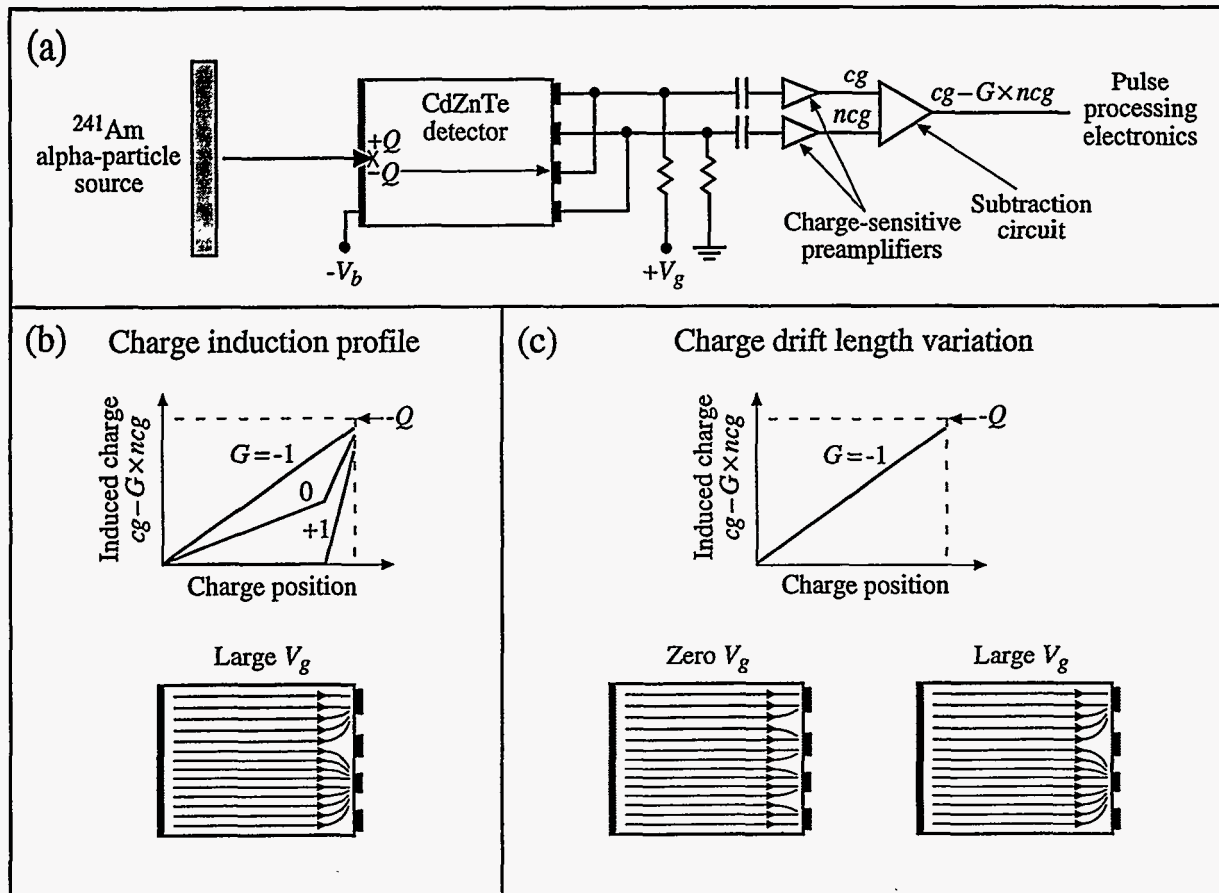 (a)
241Am
alpha-particle
source
CdZnTe
detector
+Q
-Q
-Vb
+Vg
cg
ncg
cg–G×ncg
Pulse
processing
electronics
Charge-sensitive
preamplifiers
Subtraction
circuit
(b)
Charge induction profile
Induced charge
cg–G×ncg
-Q
G=-1
0
+1
Charge position
Large Vg
(c)
Charge drift length variation
Induced charge
cg–G×ncg
-Q
G=-1
Charge position
Zero Vg
Large Vg